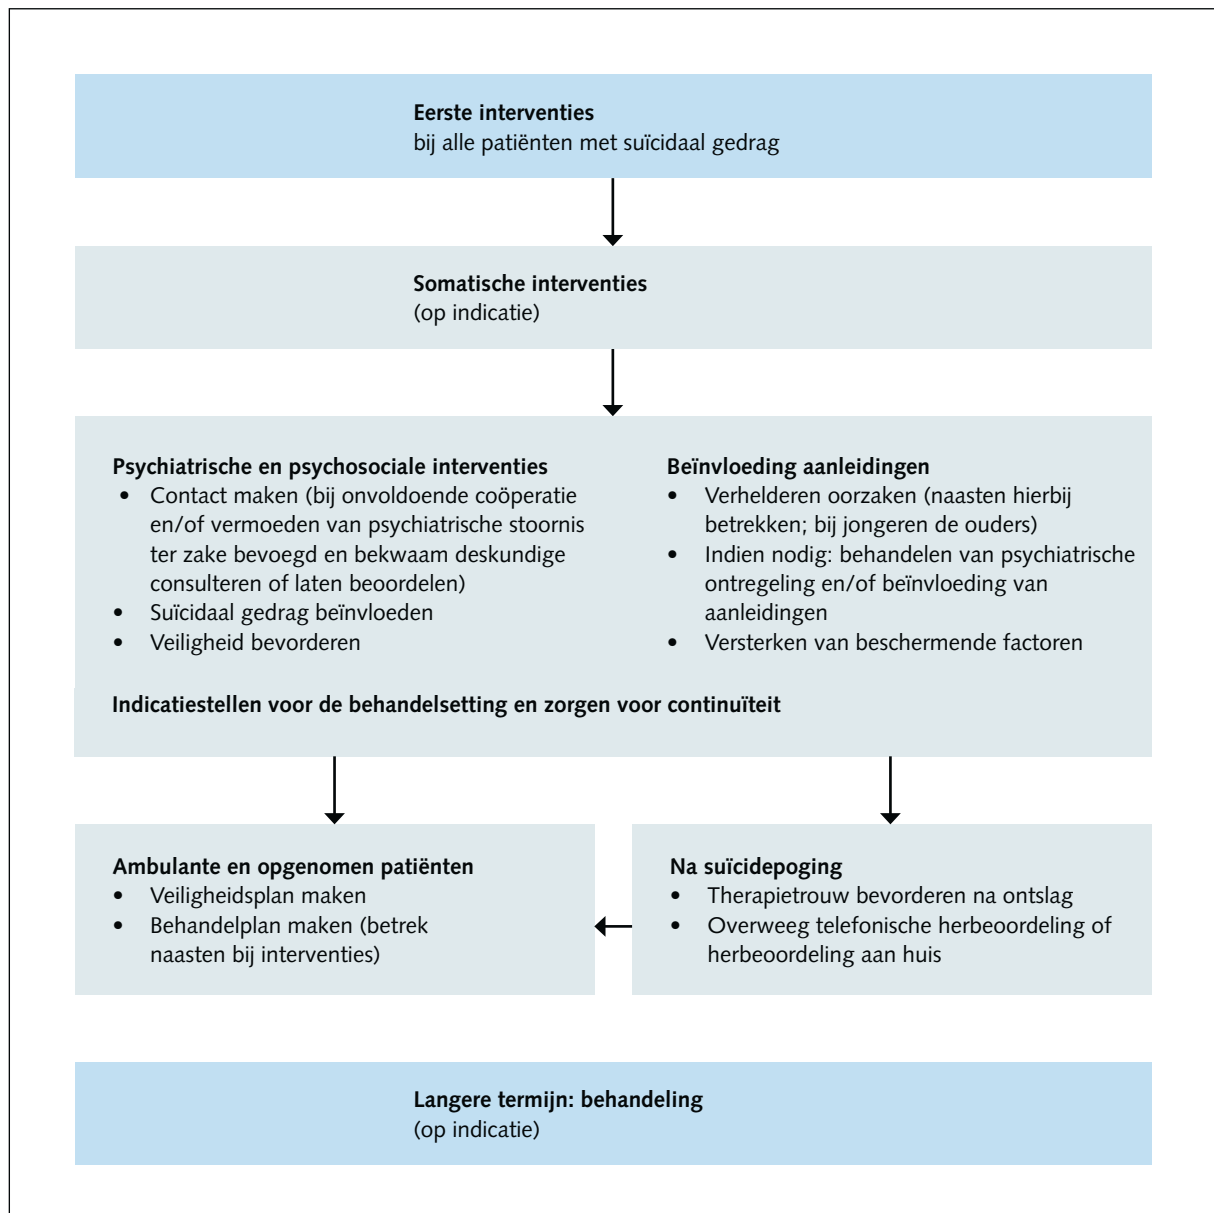 Eerste interventies
bij alle patiënten met suïcidaal gedrag
Somatische interventies
(op indicatie)
Psychiatrische en psychosociale interventies
• Contact maken (bij onvoldoende coöperatie
en/of vermoeden van psychiatrische stoornis
ter zake bevoegd en bekwaam deskundige
consulteren of laten beoordelen)
• Suïcidaal gedrag beïnvloeden
• Veiligheid bevorderen
Beïnvloeding aanleidingen
• Verhelderen oorzaken (naasten hierbij
betrekken; bij jongeren de ouders)
• Indien nodig: behandelen van psychiatrische
ontregeling en/of beïnvloeding van
aanleidingen
• Versterken van beschermende factoren
Indicatiestellen voor de behandelsetting en zorgen voor continuïteit
Ambulante en opgenomen patiënten
• Veiligheidsplan maken
• Behandelplan maken (betrek
naasten bij interventies)
Na suïcidepoging
• Therapietrouw bevorderen na ontslag
• Overweeg telefonische herbeoordeling of
herbeoordeling aan huis
Langere termijn: behandeling
(op indicatie)